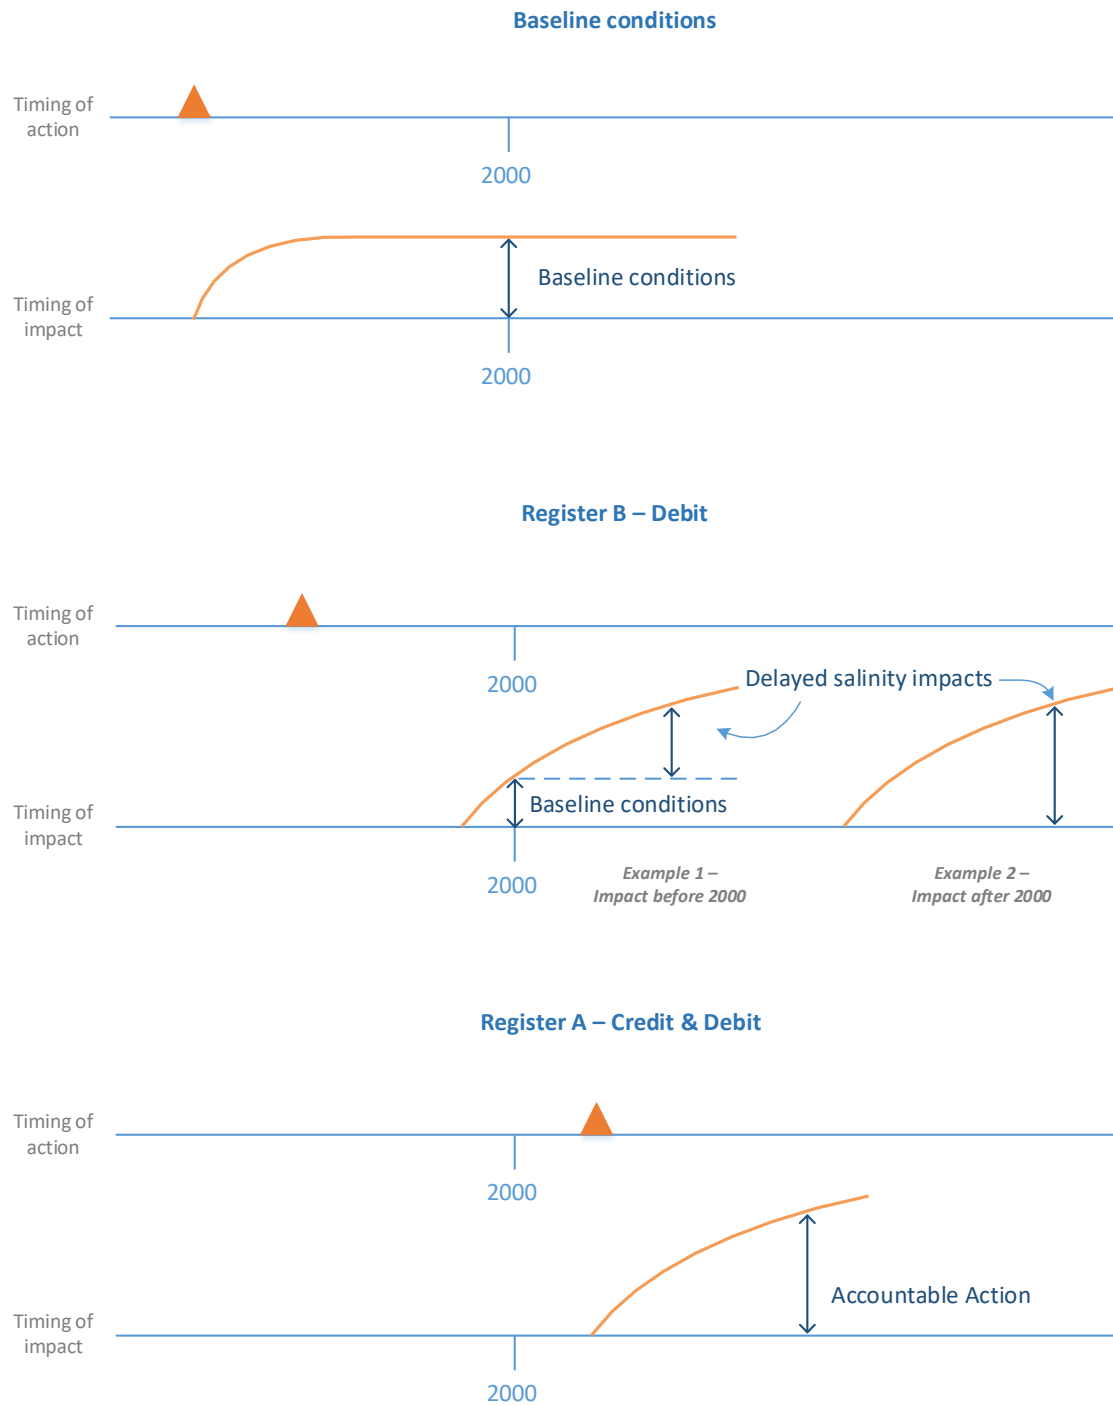 Baseline conditions
Timing of
action
2000
Baseline conditions
Timing of
impact
2000
Register B – Debit
Timing of
action
2000
Delayed salinity impacts
Baseline conditions
Timing of
impact
2000
Example 1 –
Impact before 2000
Example 2 –
Impact after 2000
Register A – Credit & Debit
Timing of
action
2000
Accountable Action
Timing of
impact
2000